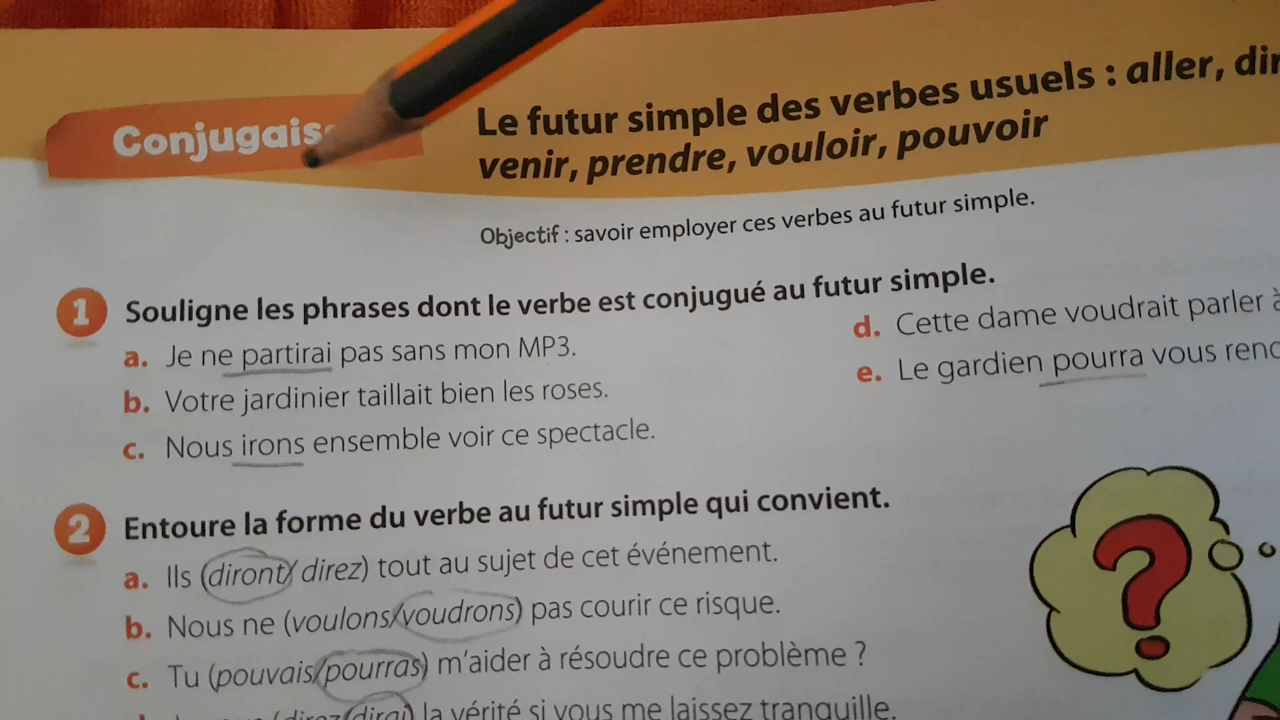 Conjugais
Le futur simple des verbes usuels : aller,
venir, prendre, vouloir, pouvoir
Objectif : savoir employer ces verbes au futur simple.
1 Souligne les phrases dont le verbe est conjugué au futur simple.
a. Je ne partirai pas sans mon MP3.
b. Votre jardinier taillait bien les roses.
c. Nous irons ensemble voir ce spectacle.
d. Cette dame voudrait parler à
e. Le gardien pourra vous
2 Entoure la forme du verbe au futur simple qui convient.
a. Ils (diront/ direz) tout au sujet de cet événement.
b. Nous ne (voulons/voudrons) pas courir ce risque.
c. Tu (pouvais/pourras) m'aider à résoudre ce problème ?
(direz/dirai) la vérité si vous me laissez tranquille.
?